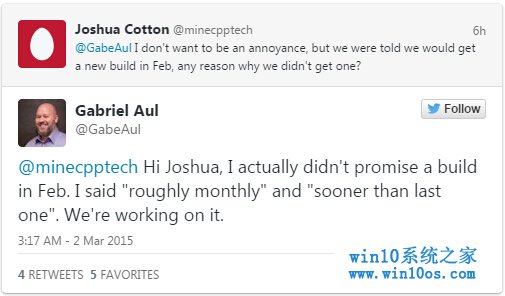 Joshua Cotton @minecpptech 6h
@GabeAul I don't want to be an annoyance, but we were told we would get
a new build in Feb, any reason why we didn't get one?
Gabriel Aul
@GabeAul
Follow
@minecpptech Hi Joshua, I actually didn't promise a build
in Feb. I said "roughly monthly" and "sooner than last
one". We're working on it.
3:17 AM - 2 Mar 2015
4 RETWEETS 5 FAVORITES
win10系统之家
www.win10os.com